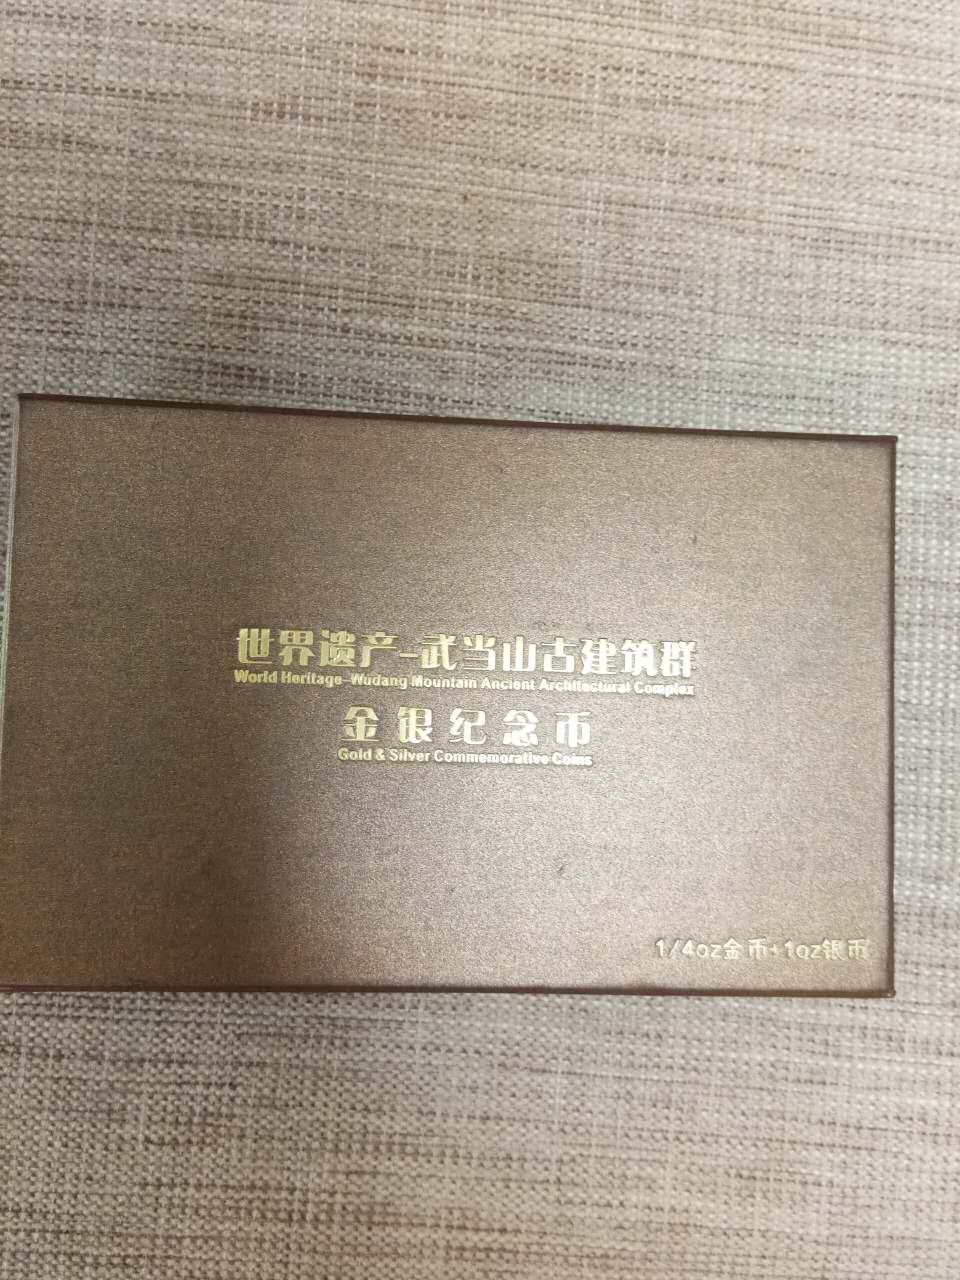 世界遗产-武当山古建筑群
World Heritage-Wudang Mountain Ancient Architectural Complex
金银纪念币
Gold & Silver Commemorative Coins
1/4oz金币+1oz银币